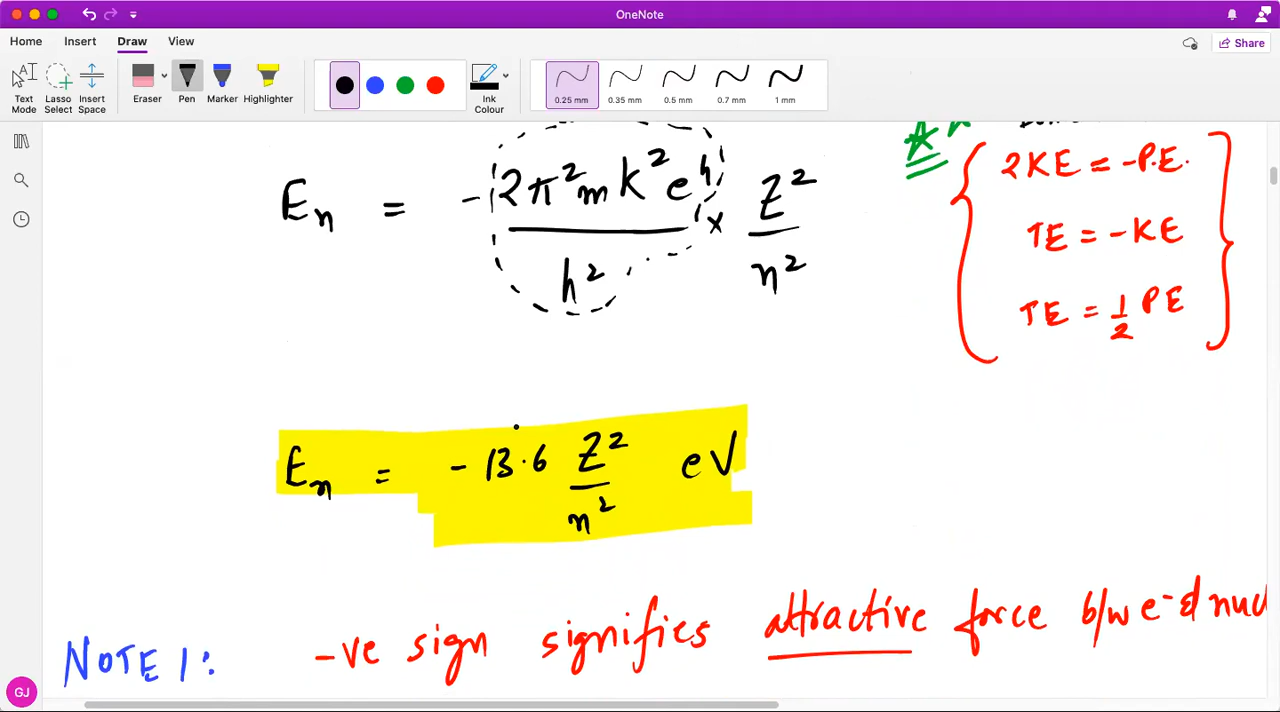 OneNote
Home Insert Draw View
Share
Text Mode
Lasso Select
Insert Space
Eraser
Pen
Marker
Highlighter
Ink Colour
0.25 mm
0.35 mm
0.5 mm
0.7 mm
1 mm
Eₙ = - 2π²mk²e⁴ / h² × Z² / n²
2KE = -P.E.
TE = -KE
TE = 1/2 PE
Eₙ = - 13.6 Z² / n² eV
NOTE 1: -ve sign signifies attractive force b/w e⁻ &
GJ